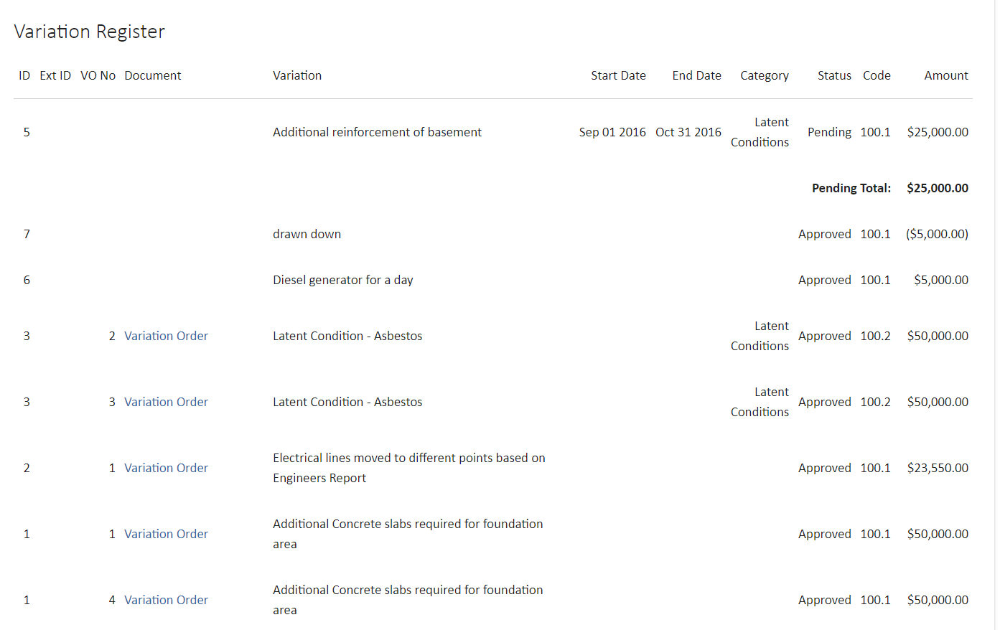 Variation Register
ID Ext ID VO No Document Variation Start Date End Date Category Status Code Amount
5 Additional reinforcement of basement Sep 01 2016 Oct 31 2016 Latent Conditions Pending 100.1 $25,000.00
Pending Total: $25,000.00
7 drawn down Approved 100.1 ($5,000.00)
6 Diesel generator for a day Approved 100.1 $5,000.00
3 2 Variation Order Latent Condition - Asbestos Latent Conditions Approved 100.2 $50,000.00
3 3 Variation Order Latent Condition - Asbestos Latent Conditions Approved 100.2 $50,000.00
2 1 Variation Order Electrical lines moved to different points based on Engineers Report Approved 100.1 $23,550.00
1 1 Variation Order Additional Concrete slabs required for foundation area Approved 100.1 $50,000.00
1 4 Variation Order Additional Concrete slabs required for foundation area Approved 100.1 $50,000.00